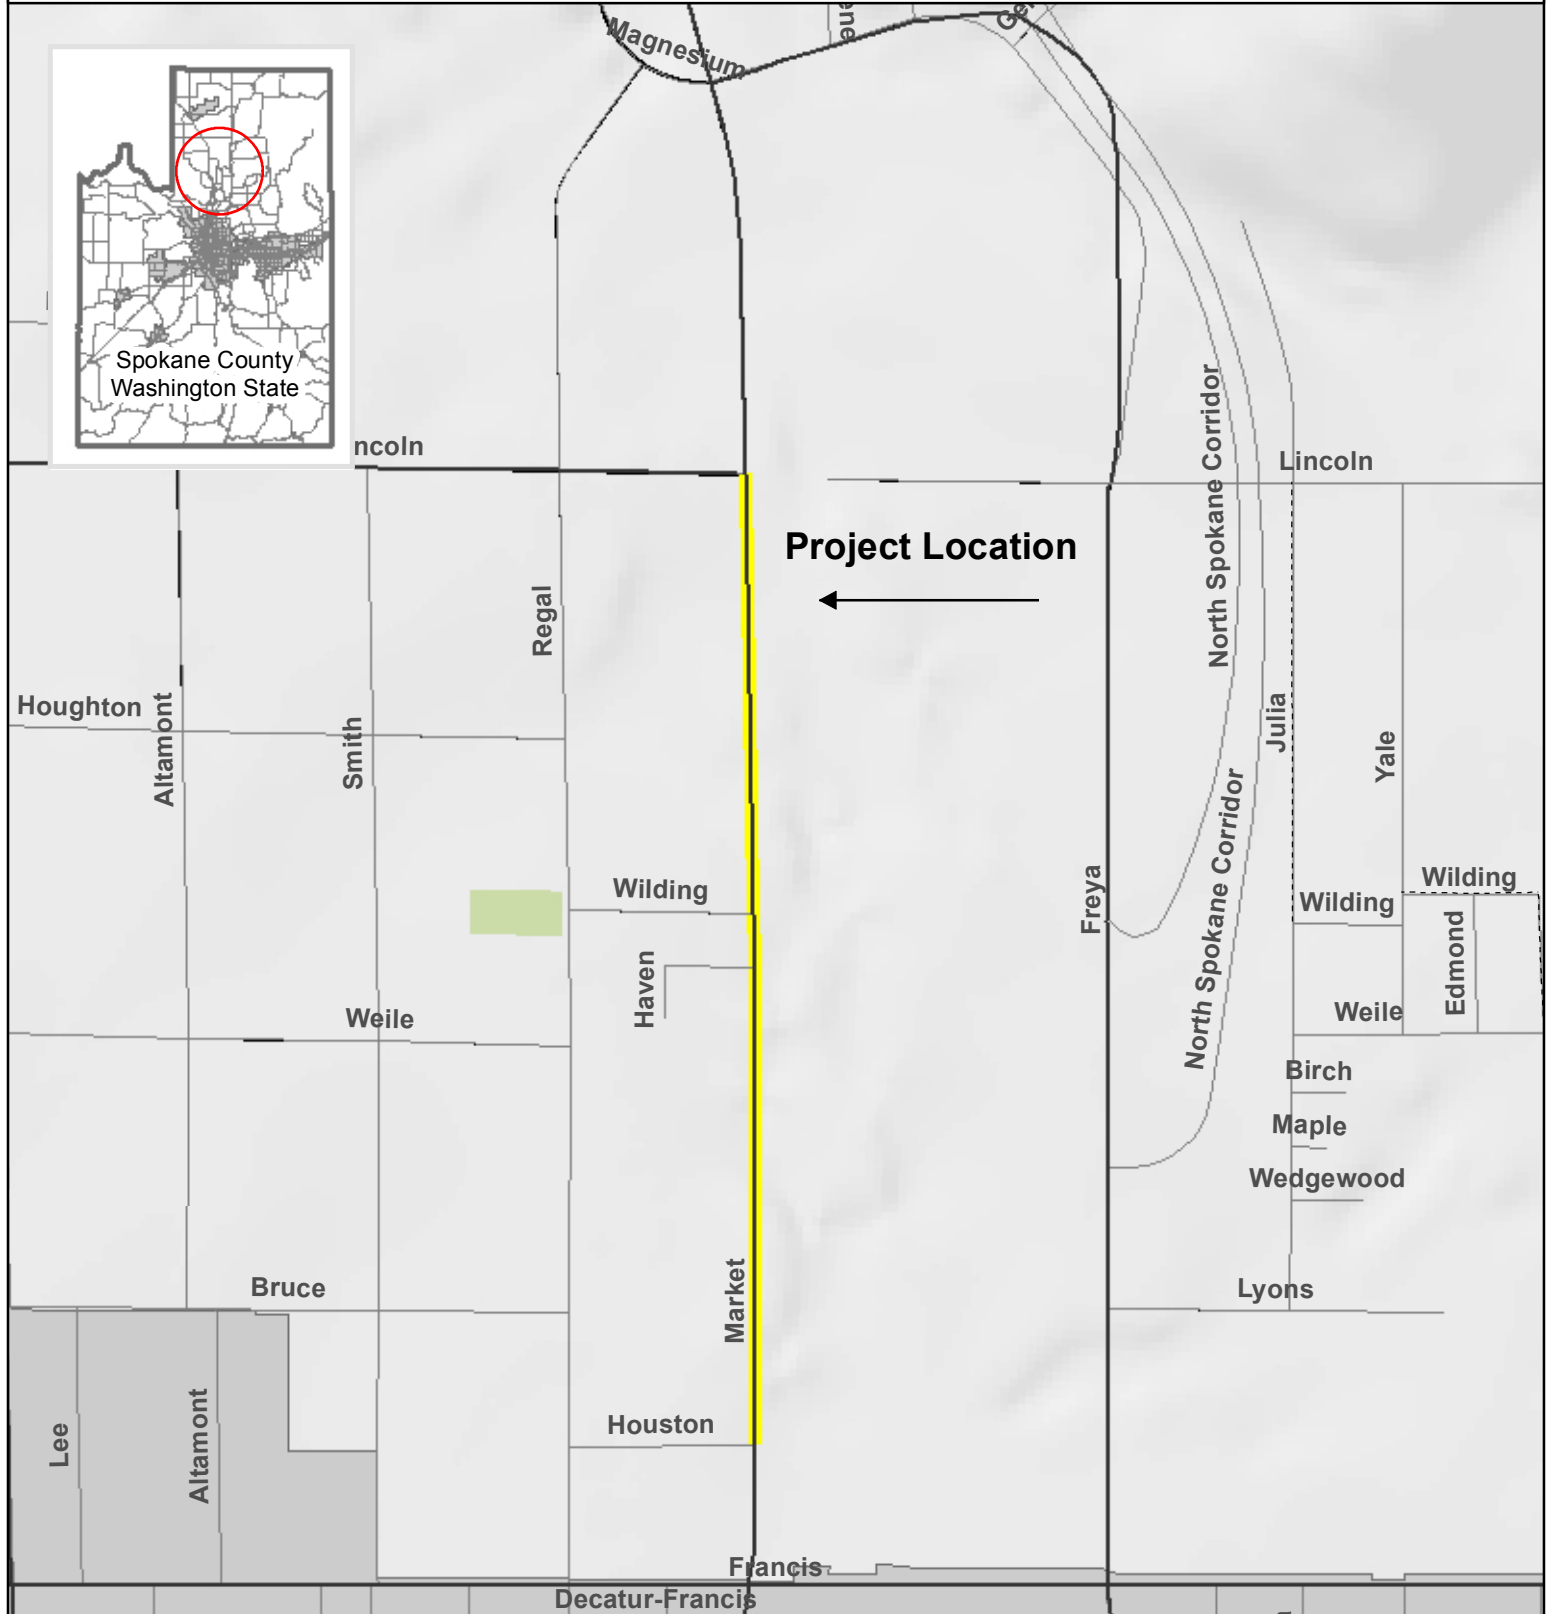 Magnesium
ene
Ge
Spokane County
Washington State
ncoln
Lincoln
North Spokane Corridor
Project Location
Regal
Houghton
Altamont
Smith
Julia
Yale
North Spokane Corridor
Freya
Wilding
Wilding
Wilding
Haven
Edmond
Weile
Weile
Birch
Maple
Wedgewood
Market
Bruce
Lyons
Lee
Altamont
Houston
Francis
Decatur-Francis